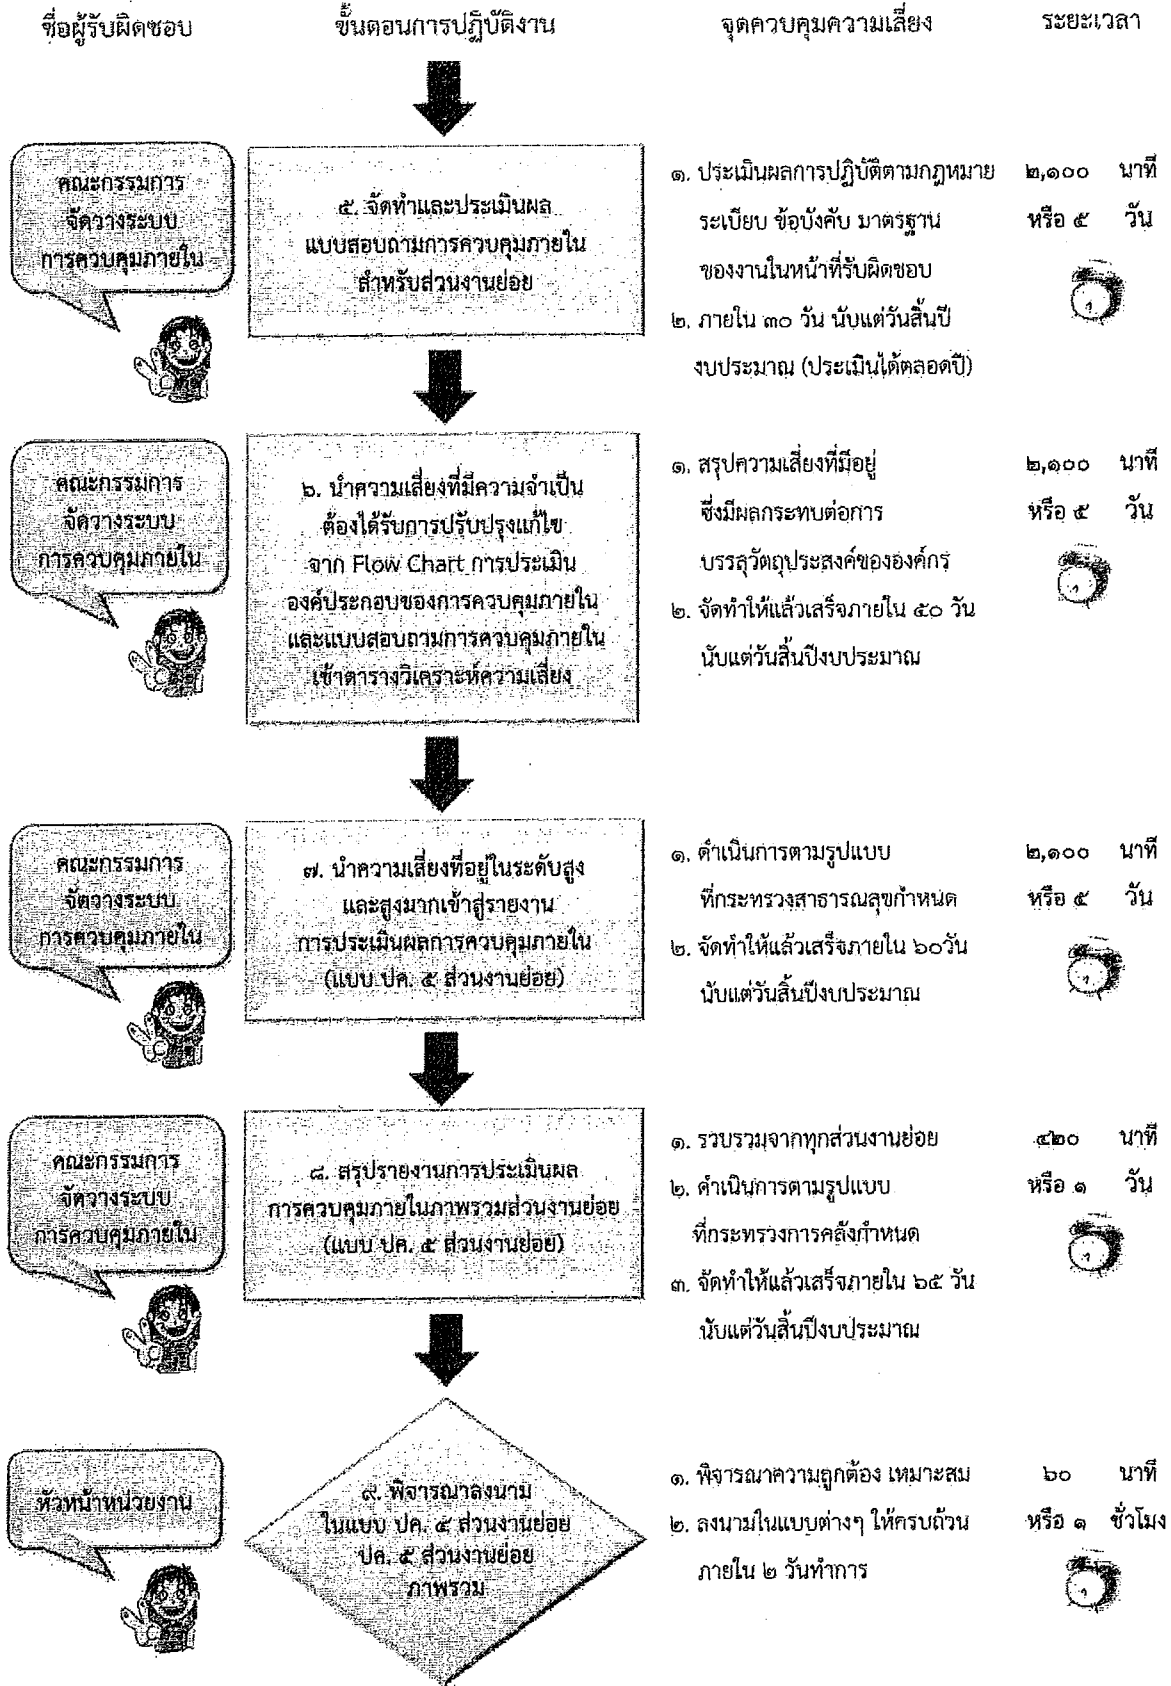 ชื่อผู้รับผิดชอบ
ขั้นตอนการปฏิบัติงาน
จุดควบคุมความเสี่ยง
ระยะเวลา
คณะกรรมการ
จัดวางระบบ
การควบคุมภายใน
๕. จัดทำและประเมินผล
แบบสอบถามการควบคุมภายใน
สำหรับส่วนงานย่อย
๑. ประเมินผลการปฏิบัติตามกฎหมาย
ระเบียบ ข้อบังคับ มาตรฐาน
ของงานในหน้าที่รับผิดชอบ
๒. ภายใน ๓๐ วัน นับแต่วันสิ้นปี
งบประมาณ (ประเมินได้ตลอดปี)
๒,๑๐๐ นาที
หรือ ๕ วัน
คณะกรรมการ
จัดวางระบบ
การควบคุมภายใน
๖. นำความเสี่ยงที่มีความจำเป็น
ต้องได้รับการปรับปรุงแก้ไข
จาก Flow Chart การประเมิน
องค์ประกอบของการควบคุมภายใน
และแบบสอบถามการควบคุมภายใน
เข้าตารางวิเคราะห์ความเสี่ยง
๑. สรุปความเสี่ยงที่มีอยู่
ซึ่งมีผลกระทบต่อการ
บรรลุวัตถุประสงค์ขององค์กร
๒. จัดทำให้แล้วเสร็จภายใน ๕๐ วัน
นับแต่วันสิ้นปีงบประมาณ
๒,๑๐๐ นาที
หรือ ๕ วัน
คณะกรรมการ
จัดวางระบบ
การควบคุมภายใน
๗. นำความเสี่ยงที่อยู่ในระดับสูง
และสูงมากเข้าสู่รายงาน
การประเมินผลการควบคุมภายใน
(แบบ ปค. ๕ ส่วนงานย่อย)
๑. ดำเนินการตามรูปแบบ
ที่กระทรวงสาธารณสุขกำหนด
๒. จัดทำให้แล้วเสร็จภายใน ๖๐วัน
นับแต่วันสิ้นปีงบประมาณ
๒,๑๐๐ นาที
หรือ ๕ วัน
คณะกรรมการ
จัดวางระบบ
การควบคุมภายใน
๘. สรุปรายงานการประเมินผล
การควบคุมภายในภาพรวมส่วนงานย่อย
(แบบ ปค. ๕ ส่วนงานย่อย)
๑. รวบรวมจากทุกส่วนงานย่อย
๒. ดำเนินการตามรูปแบบ
ที่กระทรวงการคลังกำหนด
๓. จัดทำให้แล้วเสร็จภายใน ๖๕ วัน
นับแต่วันสิ้นปีงบประมาณ
๔๒๐ นาที
หรือ ๑ วัน
หัวหน้าหน่วยงาน
๙. พิจารณาลงนาม
ในแบบ ปค. ๕ ส่วนงานย่อย
ปค. ๕ ส่วนงานย่อย
ภาพรวม
๑. พิจารณาความถูกต้อง เหมาะสม
๒. ลงนามในแบบต่างๆ ให้ครบถ้วน
ภายใน ๒ วันทำการ
๖๐ นาที
หรือ ๑ ชั่วโมง